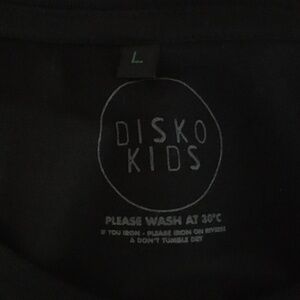 L
DISKO
KIDS
PLEASE WASH AT 30°C
IF YOU IRON - PLEASE IRON ON REVERSE
& DON'T TUMBLE DRY